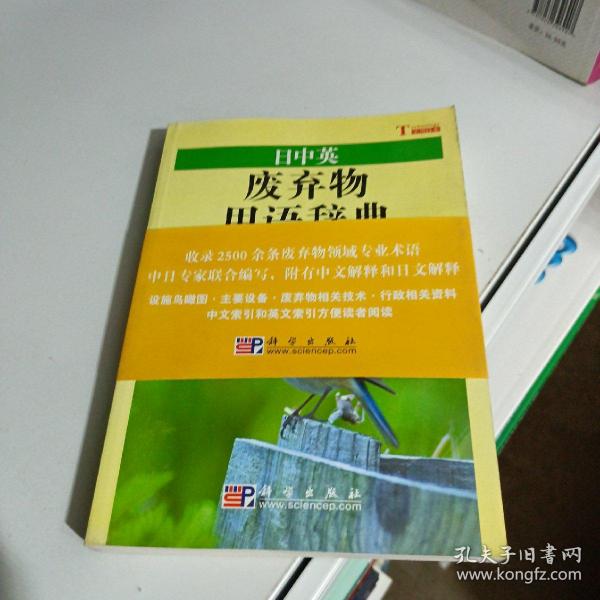 日中英
废弃物
用语辞典
收录2500余条废弃物领域专业术语
中日专家联合编写、附有中文解释和日文解释
设施鸟瞰图·主要设备·废弃物相关技术·行政相关资料
中文索引和英文索引方便读者阅读
科学出版社
www.sciencep.com
科学出版社
www.sciencep.com
孔夫子旧书网
www.kongfz.com